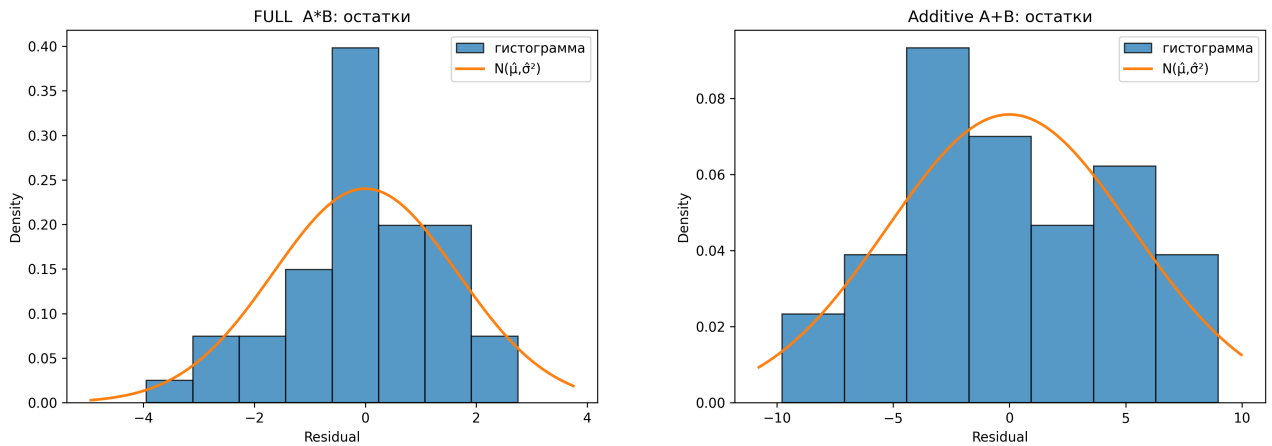 FULL  A*B: остатки
гистограмма
N(μ̂,σ̂²)
Density
0.40
0.35
0.30
0.25
0.20
0.15
0.10
0.05
0.00
−4
−2
0
2
4
Residual
Additive A+B: остатки
гистограмма
N(μ̂,σ̂²)
Density
0.08
0.06
0.04
0.02
0.00
−10
−5
0
5
10
Residual